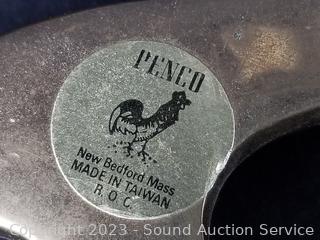 PENCO
New Bedford Mass
MADE IN TAIWAN
R.O.C.
Copyright © 2023 - Sound Auction Service